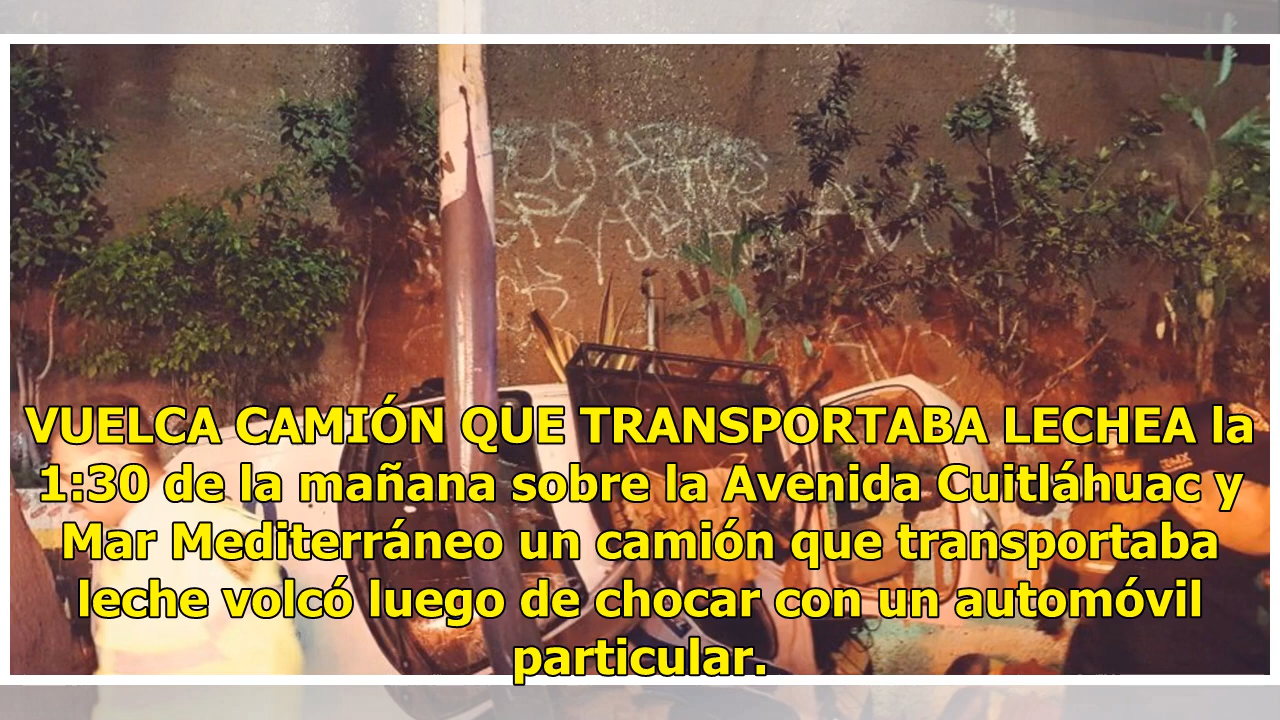 VUELCA CAMIÓN QUE TRANSPORTABA LECHEA la
1:30 de la mañana sobre la Avenida Cuitláhuac y
Mar Mediterráneo un camión que transportaba
leche volcó luego de chocar con un automóvil
particular.